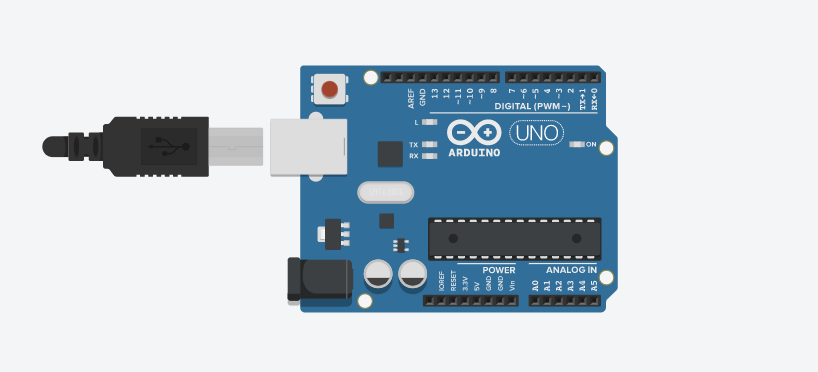 AREF
GND
13
12
~11
~10
~9
8
7
~6
~5
4
~3
2
TX→1
RX←0
DIGITAL (PWM~)
L
TX
RX
ARDUINO
UNO
ON
POWER
ANALOG IN
IOREF
RESET
3.3V
5V
GND
GND
Vin
A0
A1
A2
A3
A4
A5